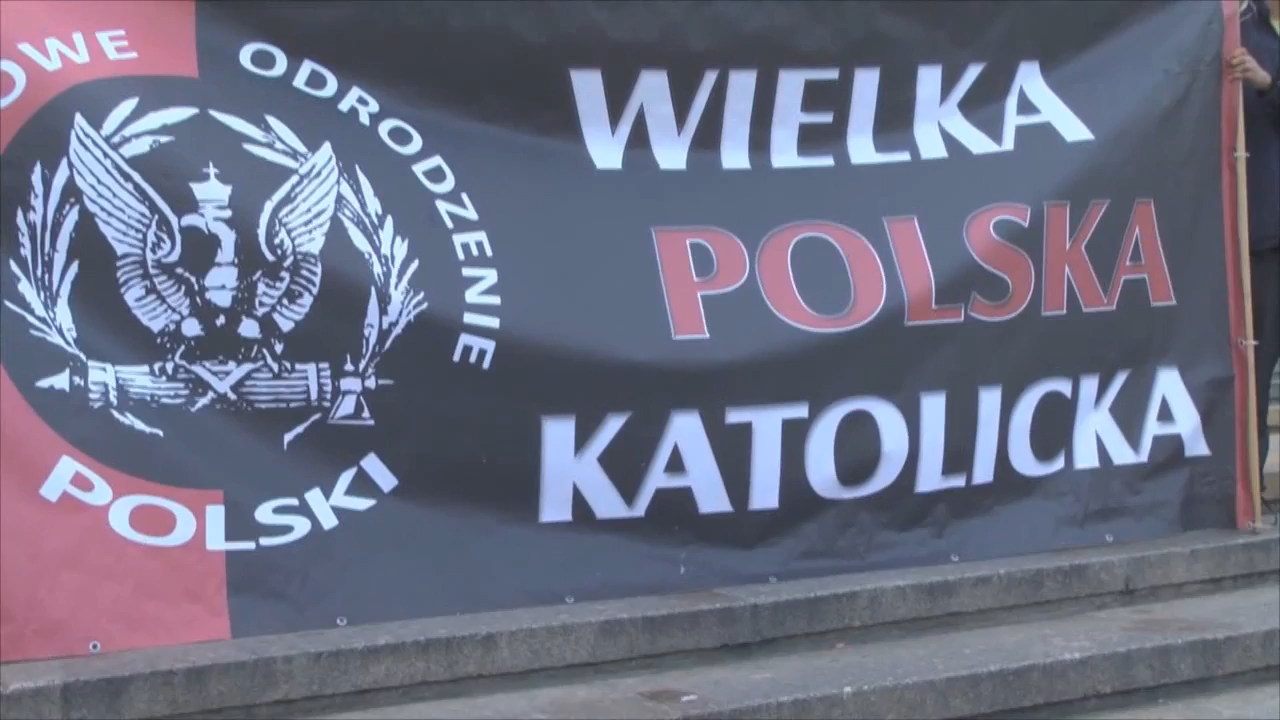 OWE ODRODZENIE
POLSKI
WIELKA
POLSKA
KATOLICKA